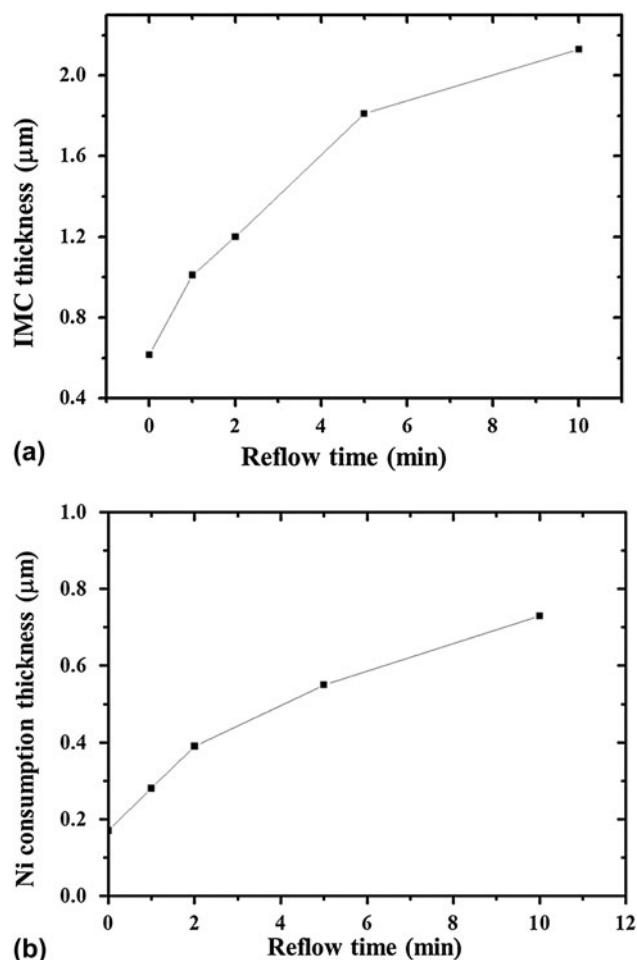 2.0
1.6
1.2
0.8
0.4
IMC thickness (μm)
0 2 4 6 8 10
(a) Reflow time (min)
1.0
0.8
0.6
0.4
0.2
0.0
Ni consumption thickness (μm)
0 2 4 6 8 10 12
(b) Reflow time (min)